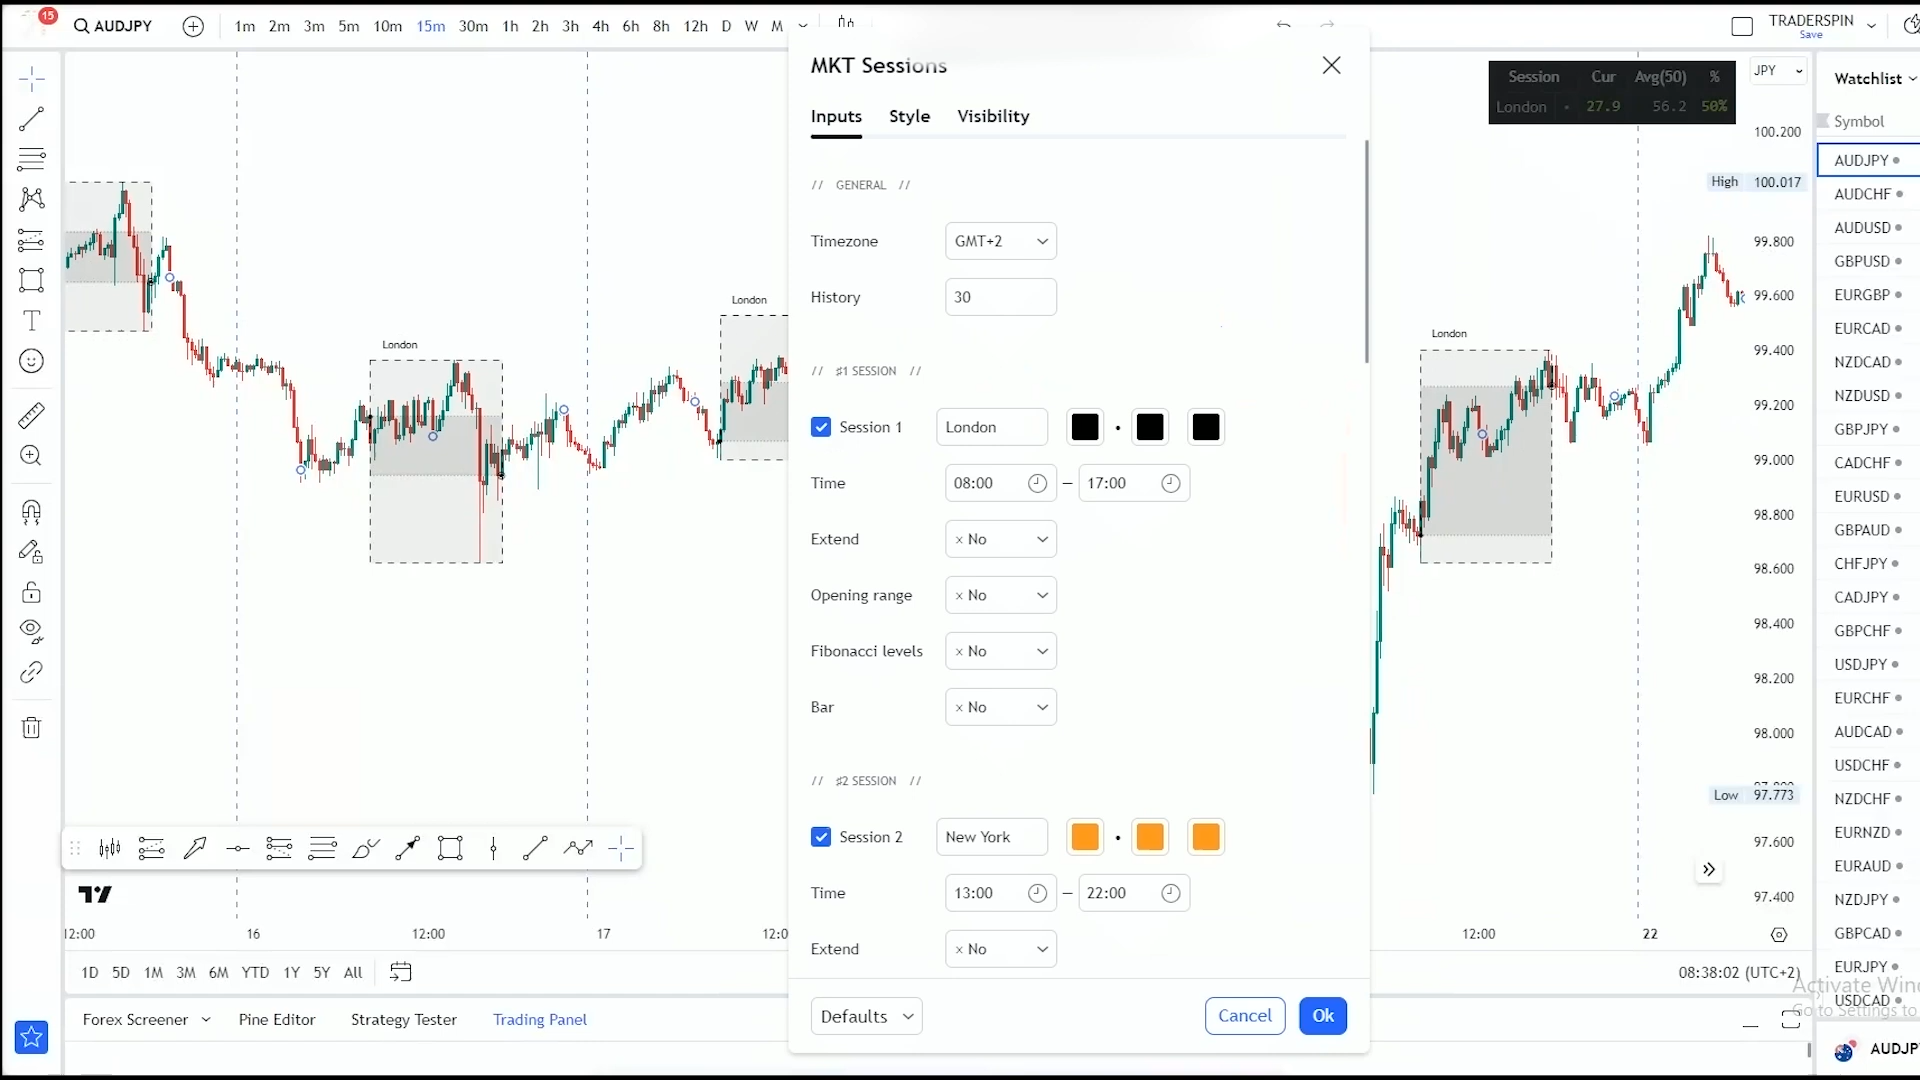 15
AUDJPY
1m 2m 3m 5m 10m 15m 30m 1h 2h 3h 4h 6h 8h 12h D W M
TRADERSPIN
Save
MKT Sessions
Inputs Style Visibility
// GENERAL //
Timezone GMT+2
History 30
// #1 SESSION //
Session 1 London
Time 08:00 – 17:00
Extend × No
Opening range × No
Fibonacci levels × No
Bar × No
// #2 SESSION //
Session 2 New York
Time 13:00 – 22:00
Extend × No
Defaults
Cancel
Ok
London
London
London
Session Cur Avg(50) %
London • 27.9 56.2 50%
JPY
100.200
High 100.017
99.800
99.600
99.400
99.200
99.000
98.800
98.600
98.400
98.200
98.000
Low 97.773
97.600
97.400
Watchlist
Symbol
AUDJPY
AUDCHF
AUDUSD
GBPUSD
EURGBP
EURCAD
NZDCAD
NZDUSD
GBPJPY
CADCHF
EURUSD
GBPAUD
CHFJPY
CADJPY
GBPCHF
USDJPY
EURCHF
AUDCAD
USDCHF
NZDCHF
EURNZD
EURAUD
NZDJPY
GBPCAD
EURJPY
USDCAD
12:00 16 12:00 17 12:0 12:00 22
1D 5D 1M 3M 6M YTD 1Y 5Y All
08:38:02 (UTC+2)
Activate Win
Go to Settings to
Forex Screener Pine Editor Strategy Tester Trading Panel
AUDJP